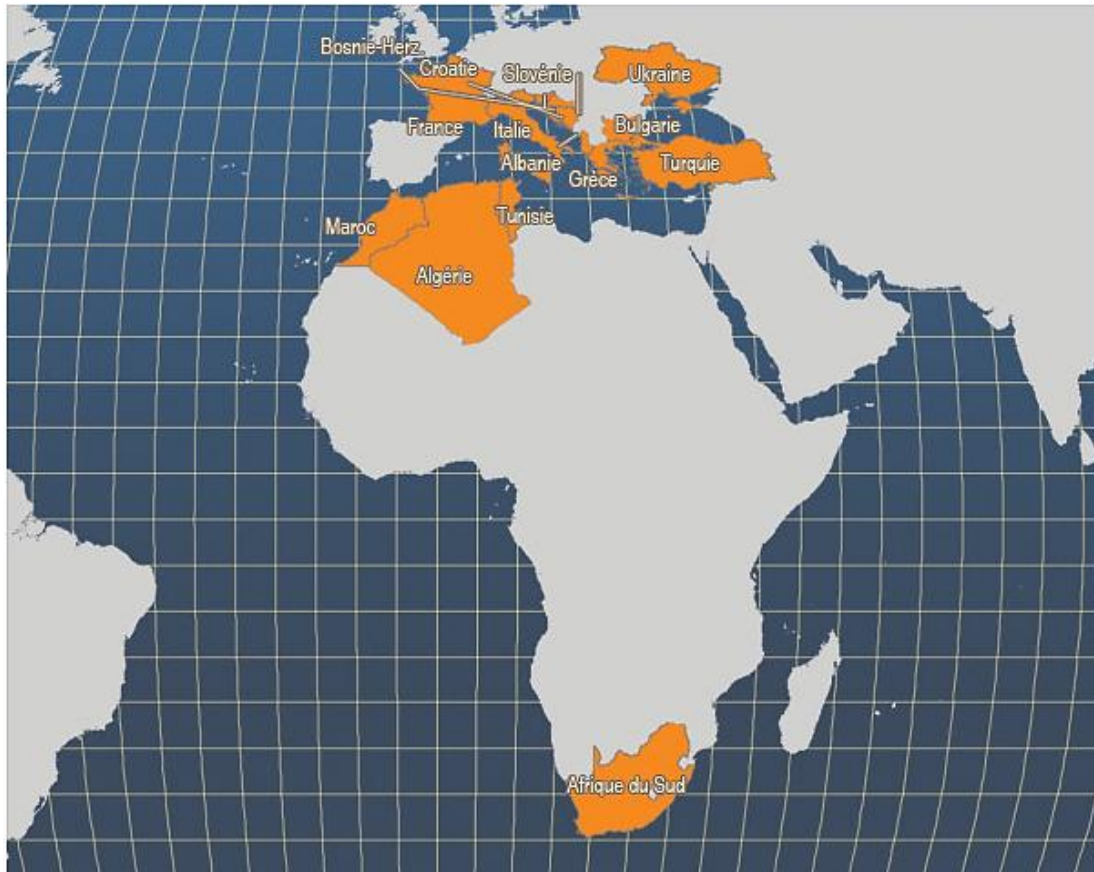 Bosnie-Herz.
Croatie
Slovénie
Ukraine
France
Italie
Bulgarie
Albanie
Grèce
Turquie
Maroc
Tunisie
Algérie
Afrique du Sud